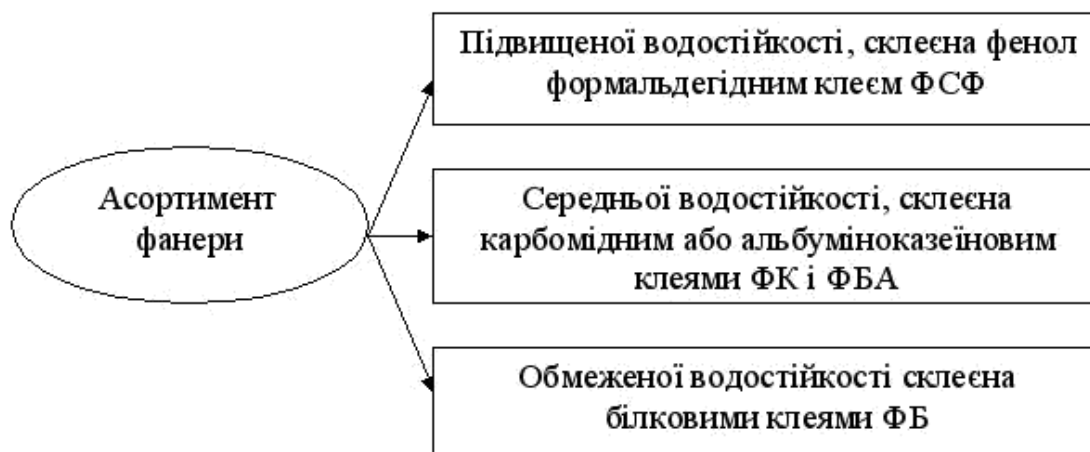 Асортимент
фанери
Підвищеної водостійкості, склеєна фенол
формальдегідним клеєм ФСФ
Середньої водостійкості, склеєна
карбомідним або альбуміноказеїновим
клеями ФК і ФБА
Обмеженої водостійкості склеєна
білковими клеями ФБ